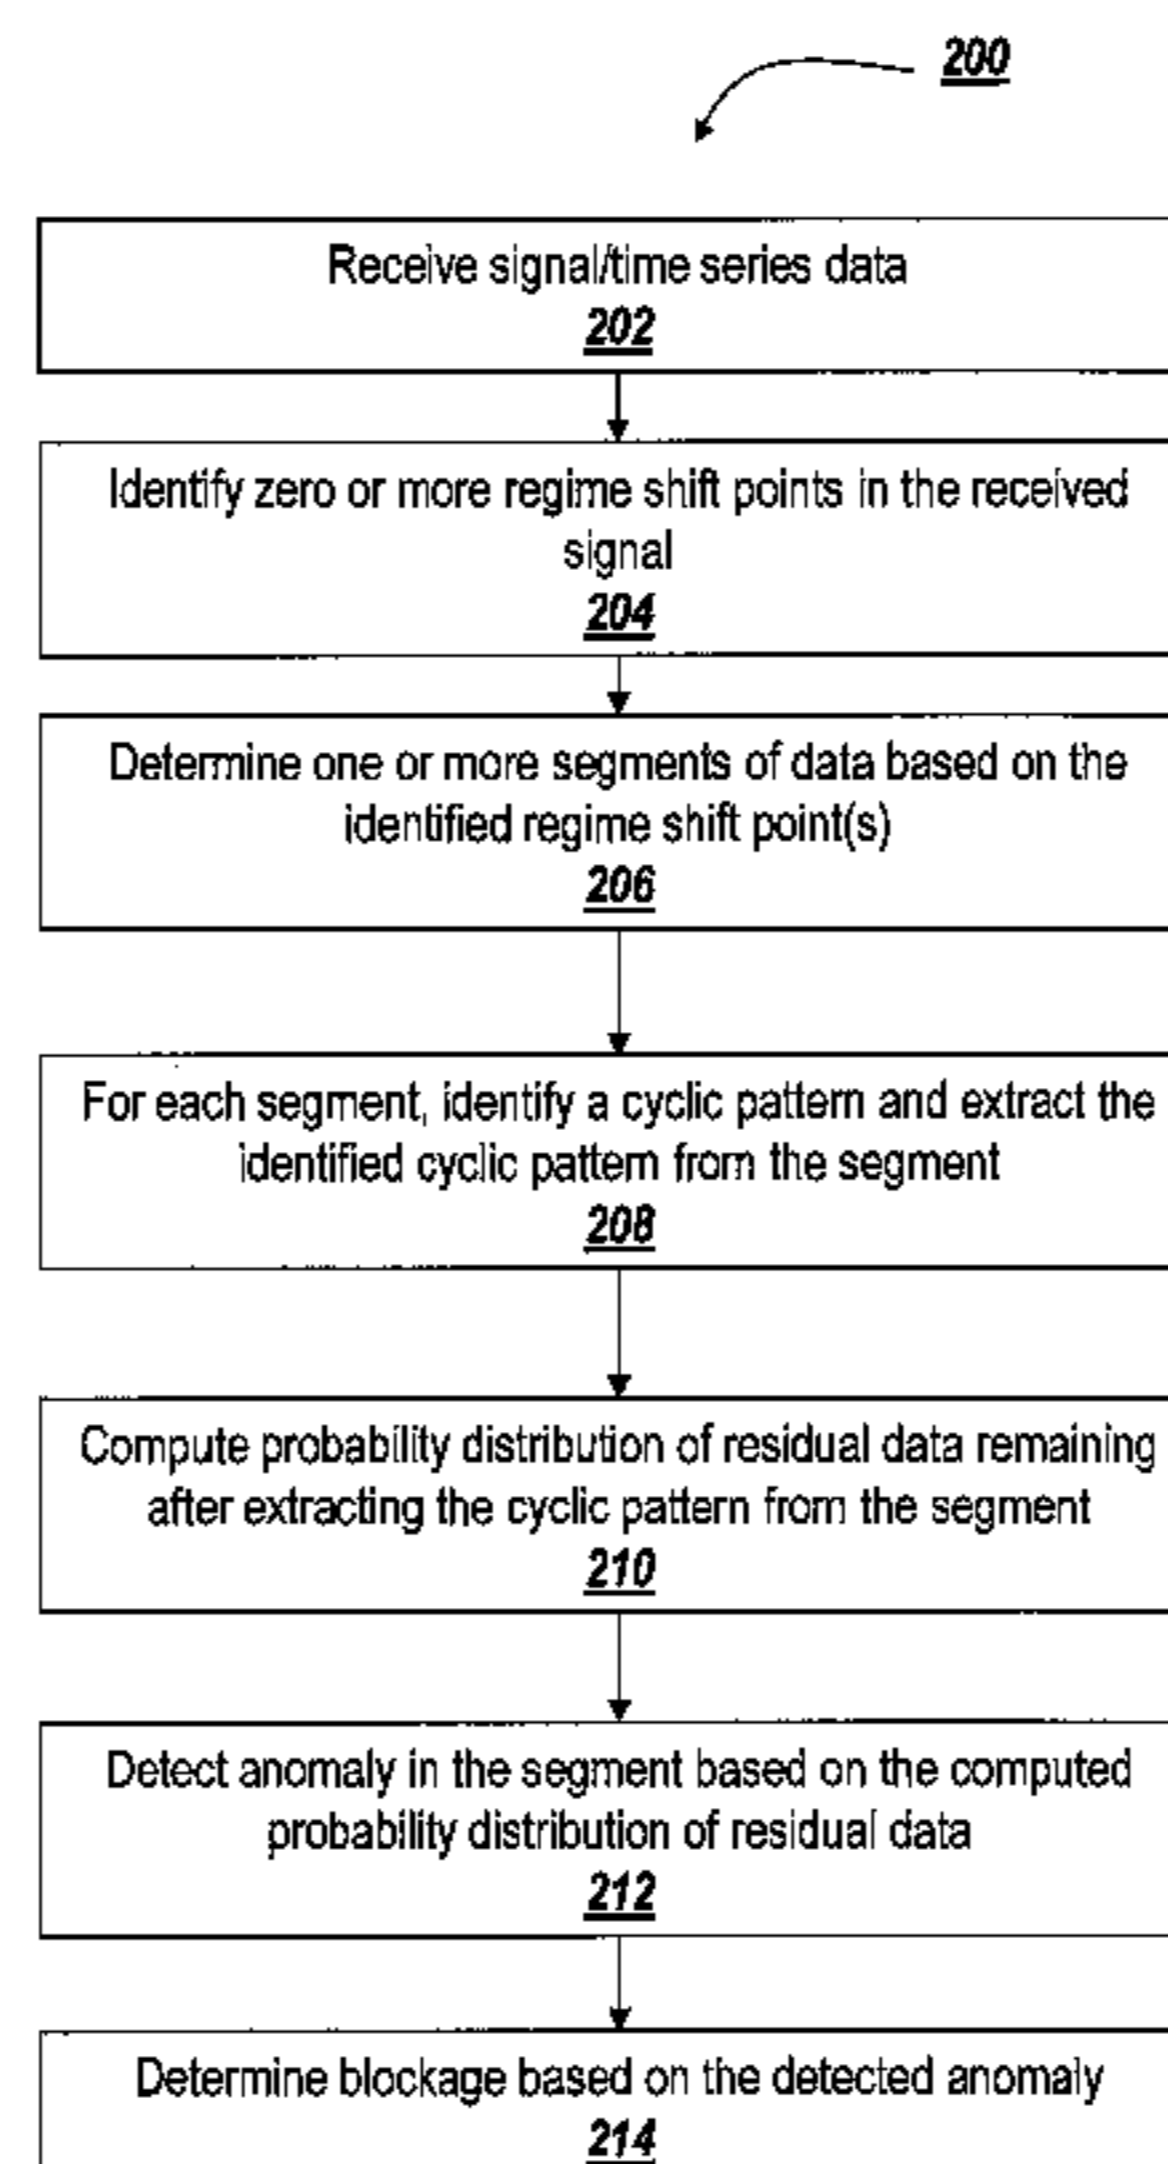 200
Receive signal/time series data
202
Identify zero or more regime shift points in the received
signal
204
Determine one or more segments of data based on the
identified regime shift point(s)
206
For each segment, identify a cyclic pattern and extract the
identified cyclic pattern from the segment
208
Compute probability distribution of residual data remaining
after extracting the cyclic pattern from the segment
210
Detect anomaly in the segment based on the computed
probability distribution of residual data
212
Determine blockage based on the detected anomaly
214